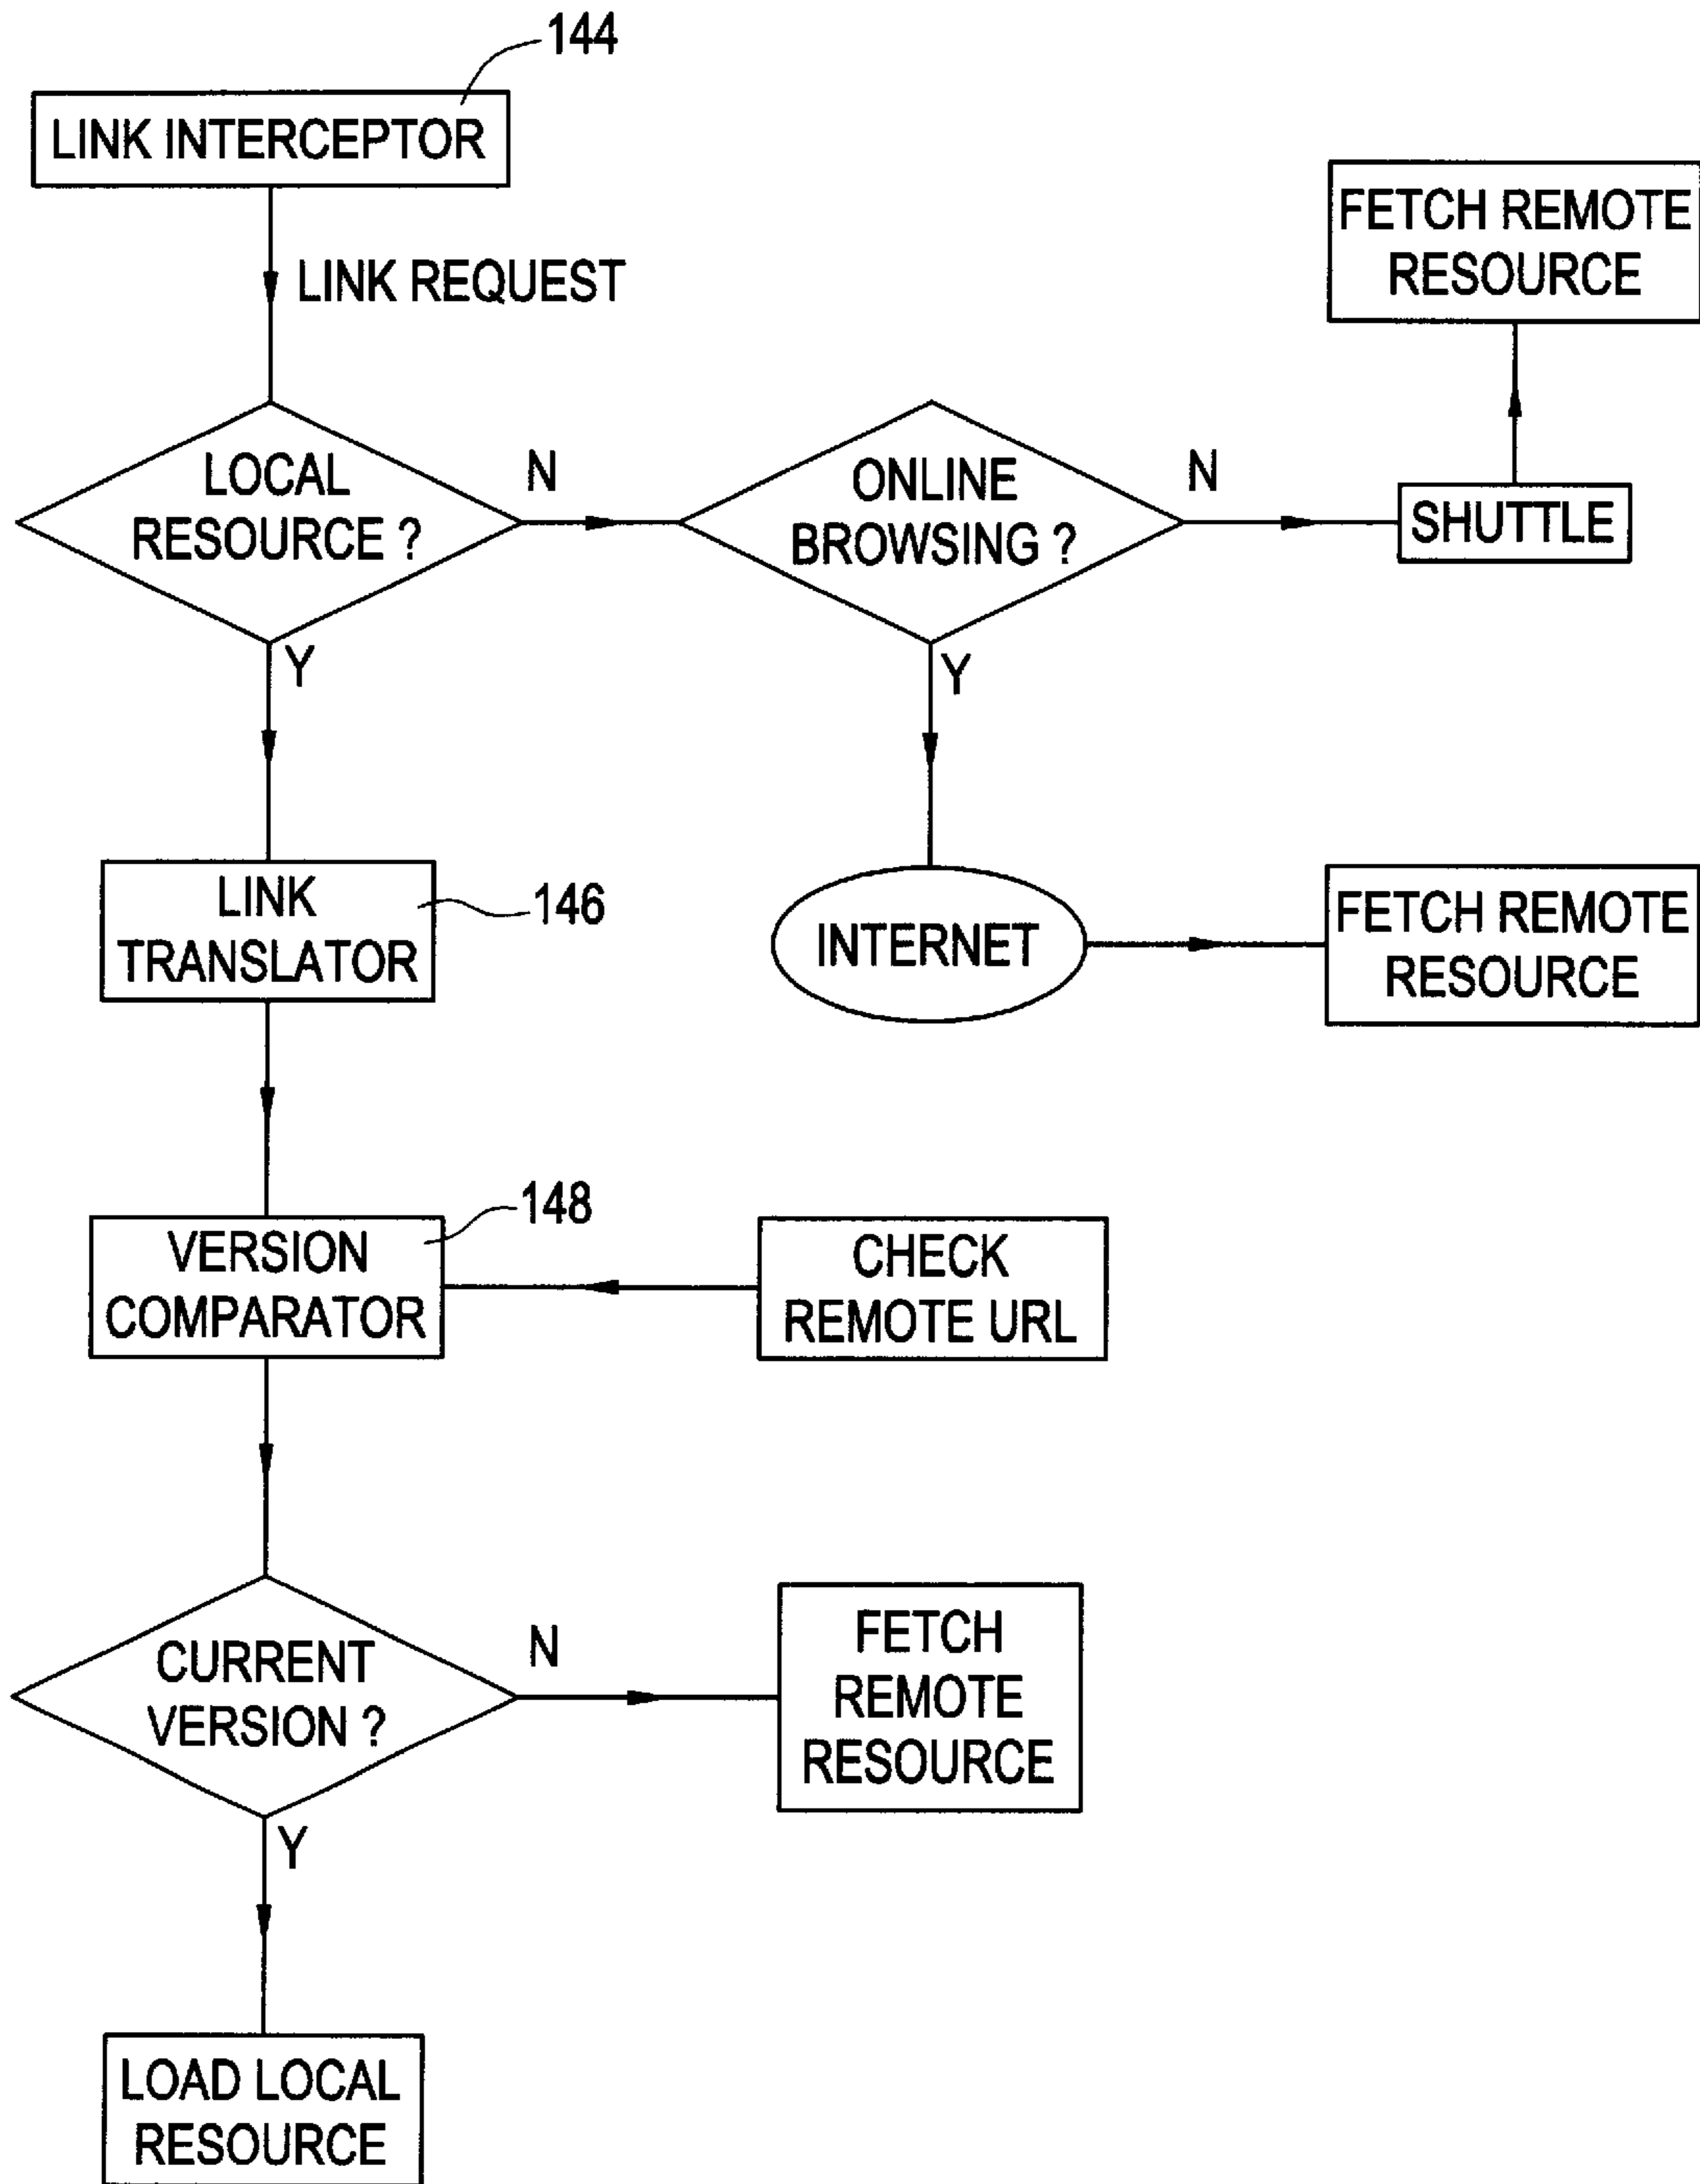 144
LINK INTERCEPTOR
LINK REQUEST
FETCH REMOTE
RESOURCE
LOCAL
RESOURCE ?
N
ONLINE
BROWSING ?
N
SHUTTLE
Y
Y
LINK
TRANSLATOR
146
INTERNET
FETCH REMOTE
RESOURCE
VERSION
COMPARATOR
148
CHECK
REMOTE URL
CURRENT
VERSION ?
N
FETCH
REMOTE
RESOURCE
Y
LOAD LOCAL
RESOURCE